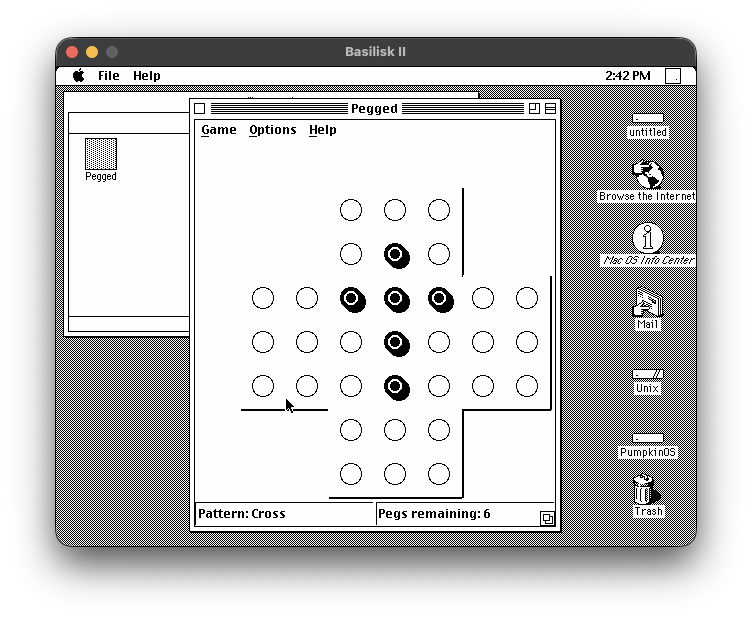 Basilisk II
File Help
2:42 PM
Pegged
Game Options Help
Pegged
untitled
Browse the Internet
Mac OS Info Center
Mail
Unix
PumpkinOS
Trash
Pattern: Cross
Pegs remaining: 6